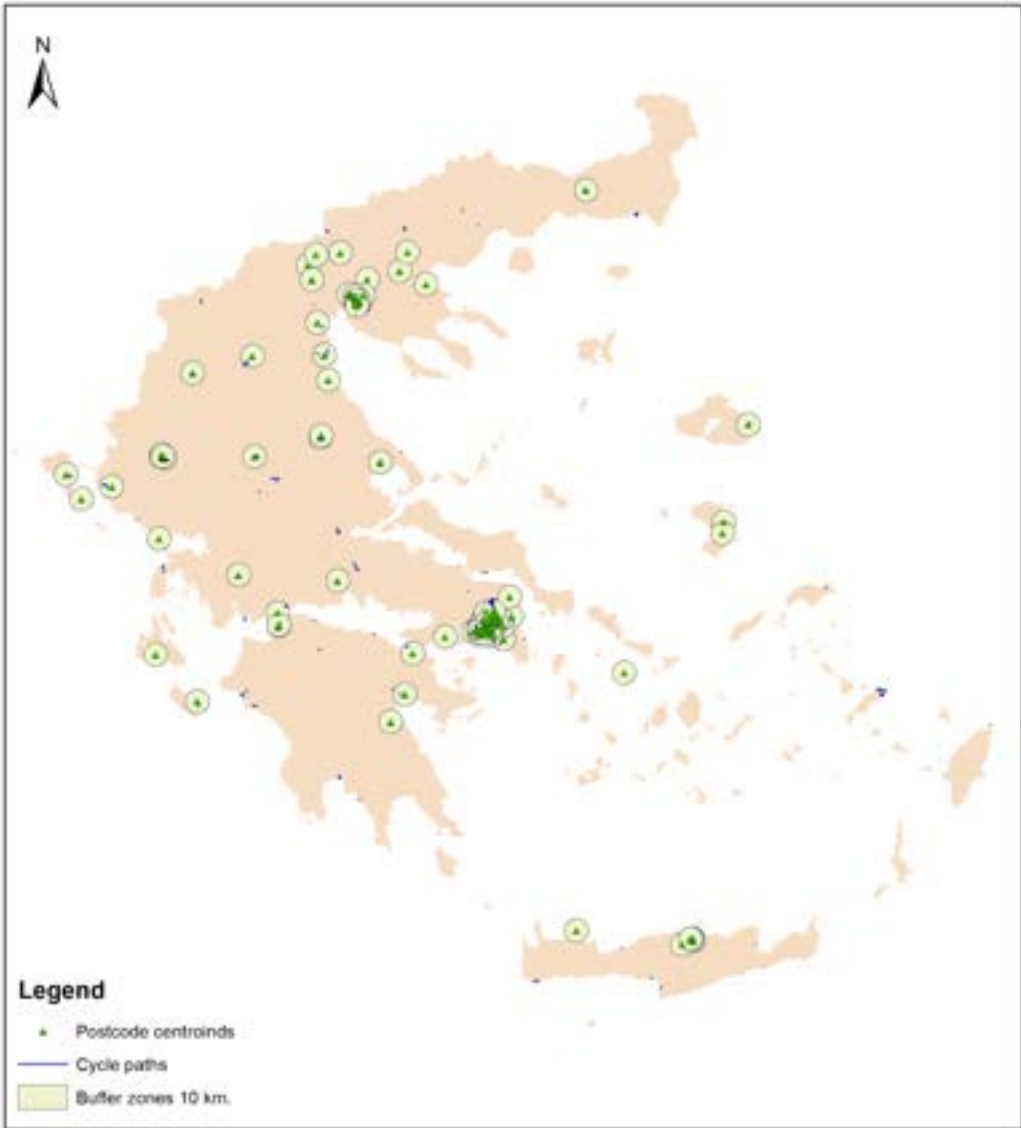 N
Legend
Postcode centroinds
Cycle paths
Buffer zones 10 km.